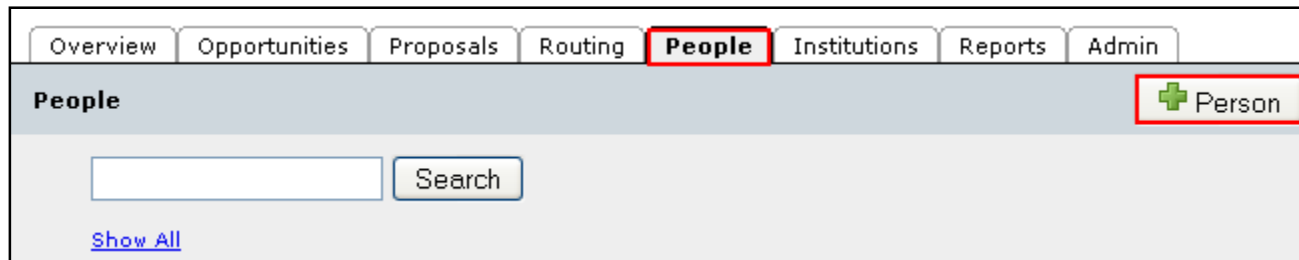 Overview Opportunities Proposals Routing People Institutions Reports Admin
People Person
Search
Show All